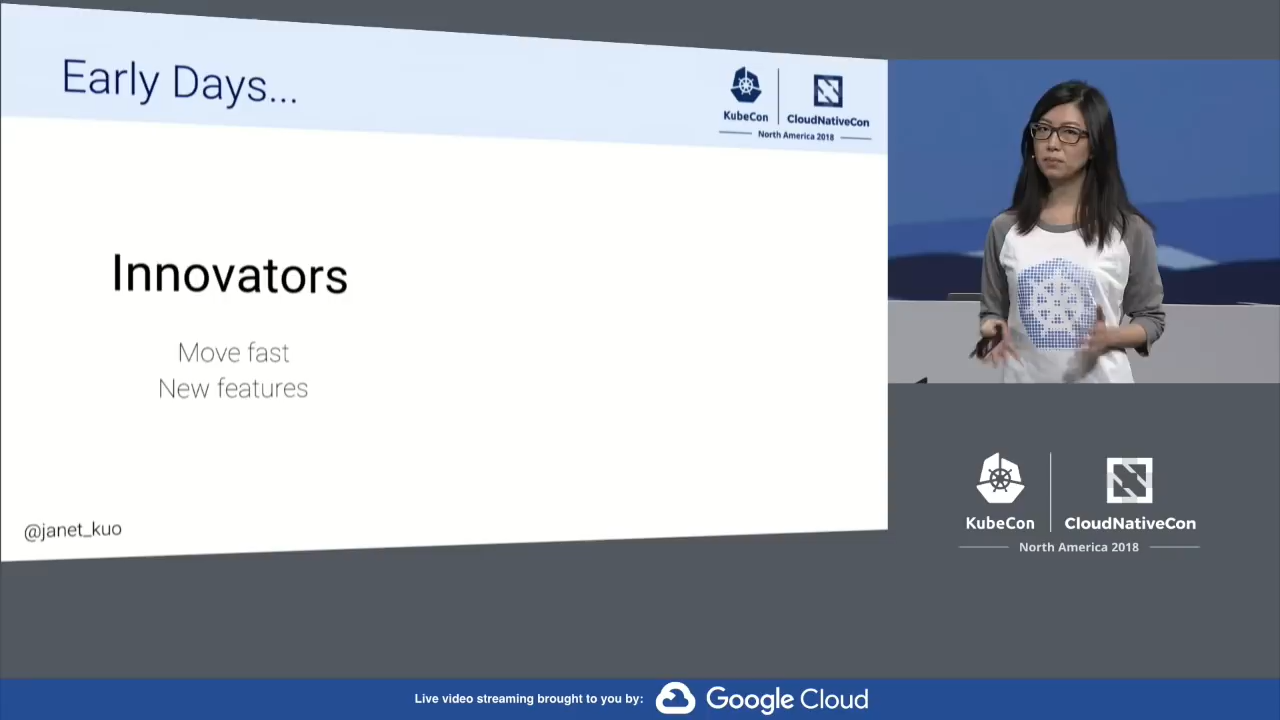 Early Days...
KubeCon
CloudNativeCon
North America 2018
Innovators
Move fast
New features
@janet_kuo
KubeCon
CloudNativeCon
North America 2018
Live video streaming brought to you by:
Google Cloud